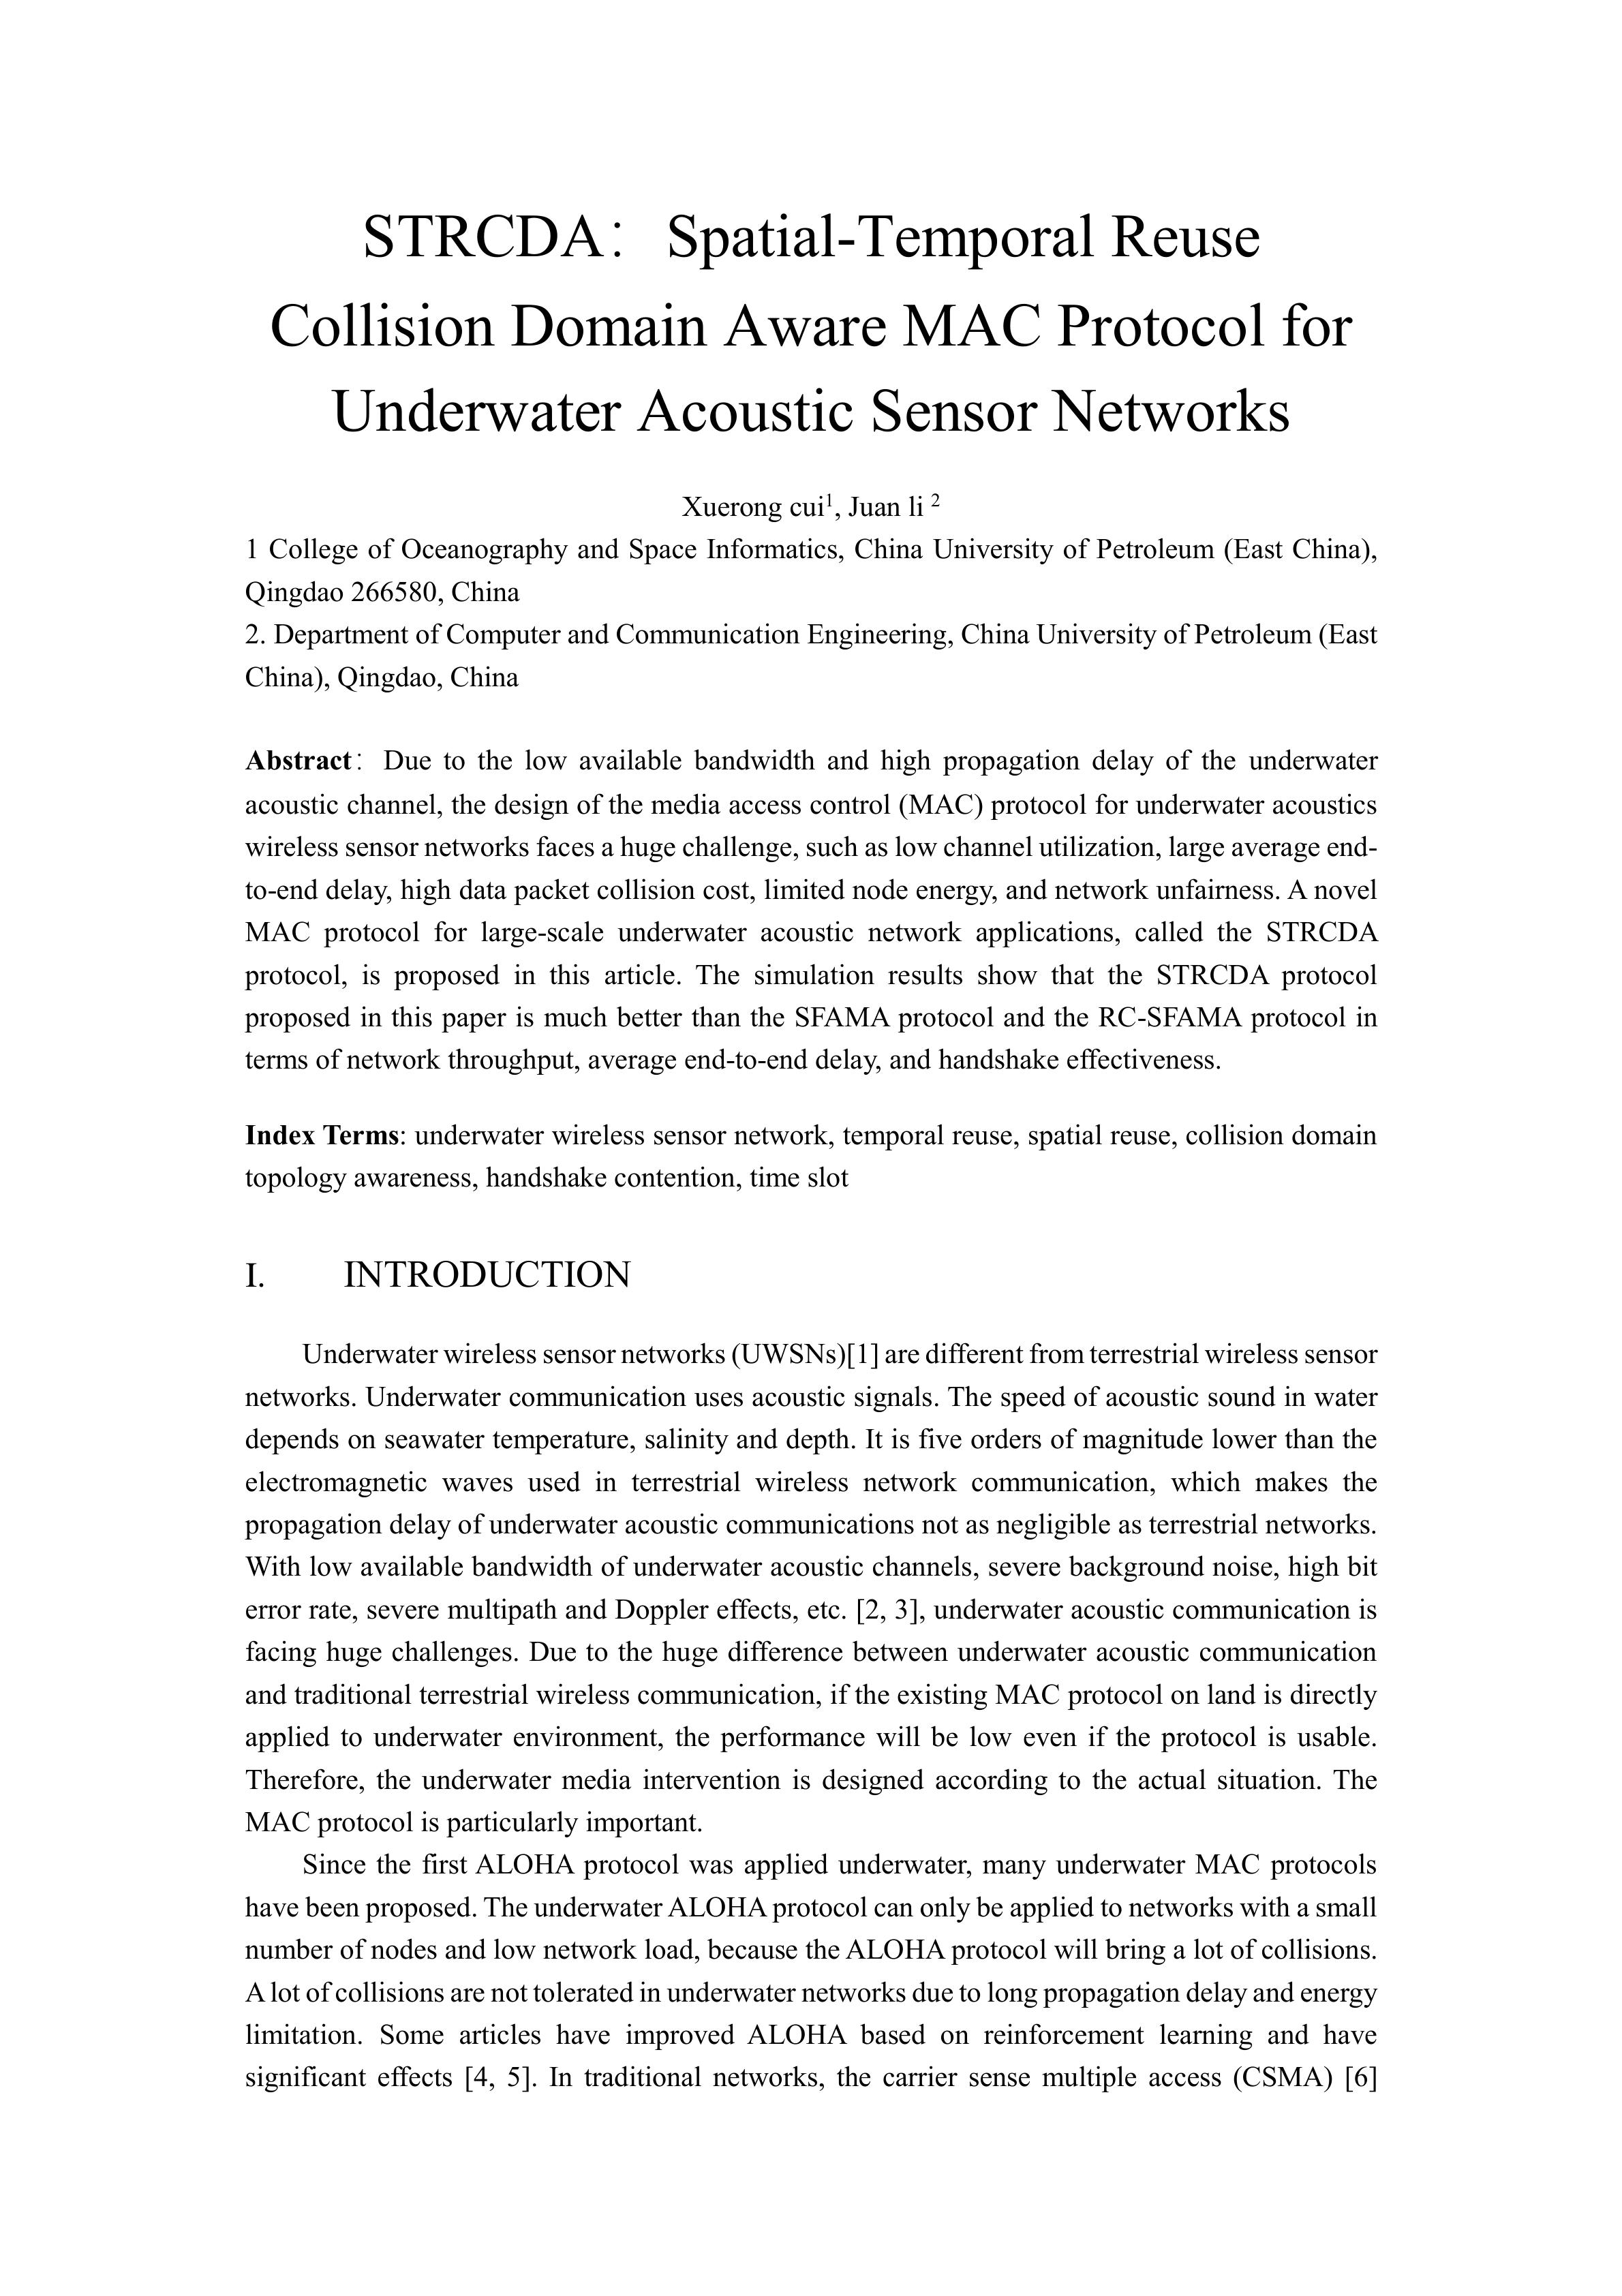 STRCDA： Spatial-Temporal Reuse
Collision Domain Aware MAC Protocol for
Underwater Acoustic Sensor Networks
Xuerong cui1, Juan li 2
1 College of Oceanography and Space Informatics, China University of Petroleum (East China),
Qingdao 266580, China
2. Department of Computer and Communication Engineering, China University of Petroleum (East
China), Qingdao, China
Abstract： Due to the low available bandwidth and high propagation delay of the underwater
acoustic channel, the design of the media access control (MAC) protocol for underwater acoustics
wireless sensor networks faces a huge challenge, such as low channel utilization, large average end-
to-end delay, high data packet collision cost, limited node energy, and network unfairness. A novel
MAC protocol for large-scale underwater acoustic network applications, called the STRCDA
protocol, is proposed in this article. The simulation results show that the STRCDA protocol
proposed in this paper is much better than the SFAMA protocol and the RC-SFAMA protocol in
terms of network throughput, average end-to-end delay, and handshake effectiveness.
Index Terms: underwater wireless sensor network, temporal reuse, spatial reuse, collision domain
topology awareness, handshake contention, time slot
I. INTRODUCTION
Underwater wireless sensor networks (UWSNs)[1] are different from terrestrial wireless sensor
networks. Underwater communication uses acoustic signals. The speed of acoustic sound in water
depends on seawater temperature, salinity and depth. It is five orders of magnitude lower than the
electromagnetic waves used in terrestrial wireless network communication, which makes the
propagation delay of underwater acoustic communications not as negligible as terrestrial networks.
With low available bandwidth of underwater acoustic channels, severe background noise, high bit
error rate, severe multipath and Doppler effects, etc. [2, 3], underwater acoustic communication is
facing huge challenges. Due to the huge difference between underwater acoustic communication
and traditional terrestrial wireless communication, if the existing MAC protocol on land is directly
applied to underwater environment, the performance will be low even if the protocol is usable.
Therefore, the underwater media intervention is designed according to the actual situation. The
MAC protocol is particularly important.
Since the first ALOHA protocol was applied underwater, many underwater MAC protocols
have been proposed. The underwater ALOHA protocol can only be applied to networks with a small
number of nodes and low network load, because the ALOHA protocol will bring a lot of collisions.
A lot of collisions are not tolerated in underwater networks due to long propagation delay and energy
limitation. Some articles have improved ALOHA based on reinforcement learning and have
significant effects [4, 5]. In traditional networks, the carrier sense multiple access (CSMA) [6]